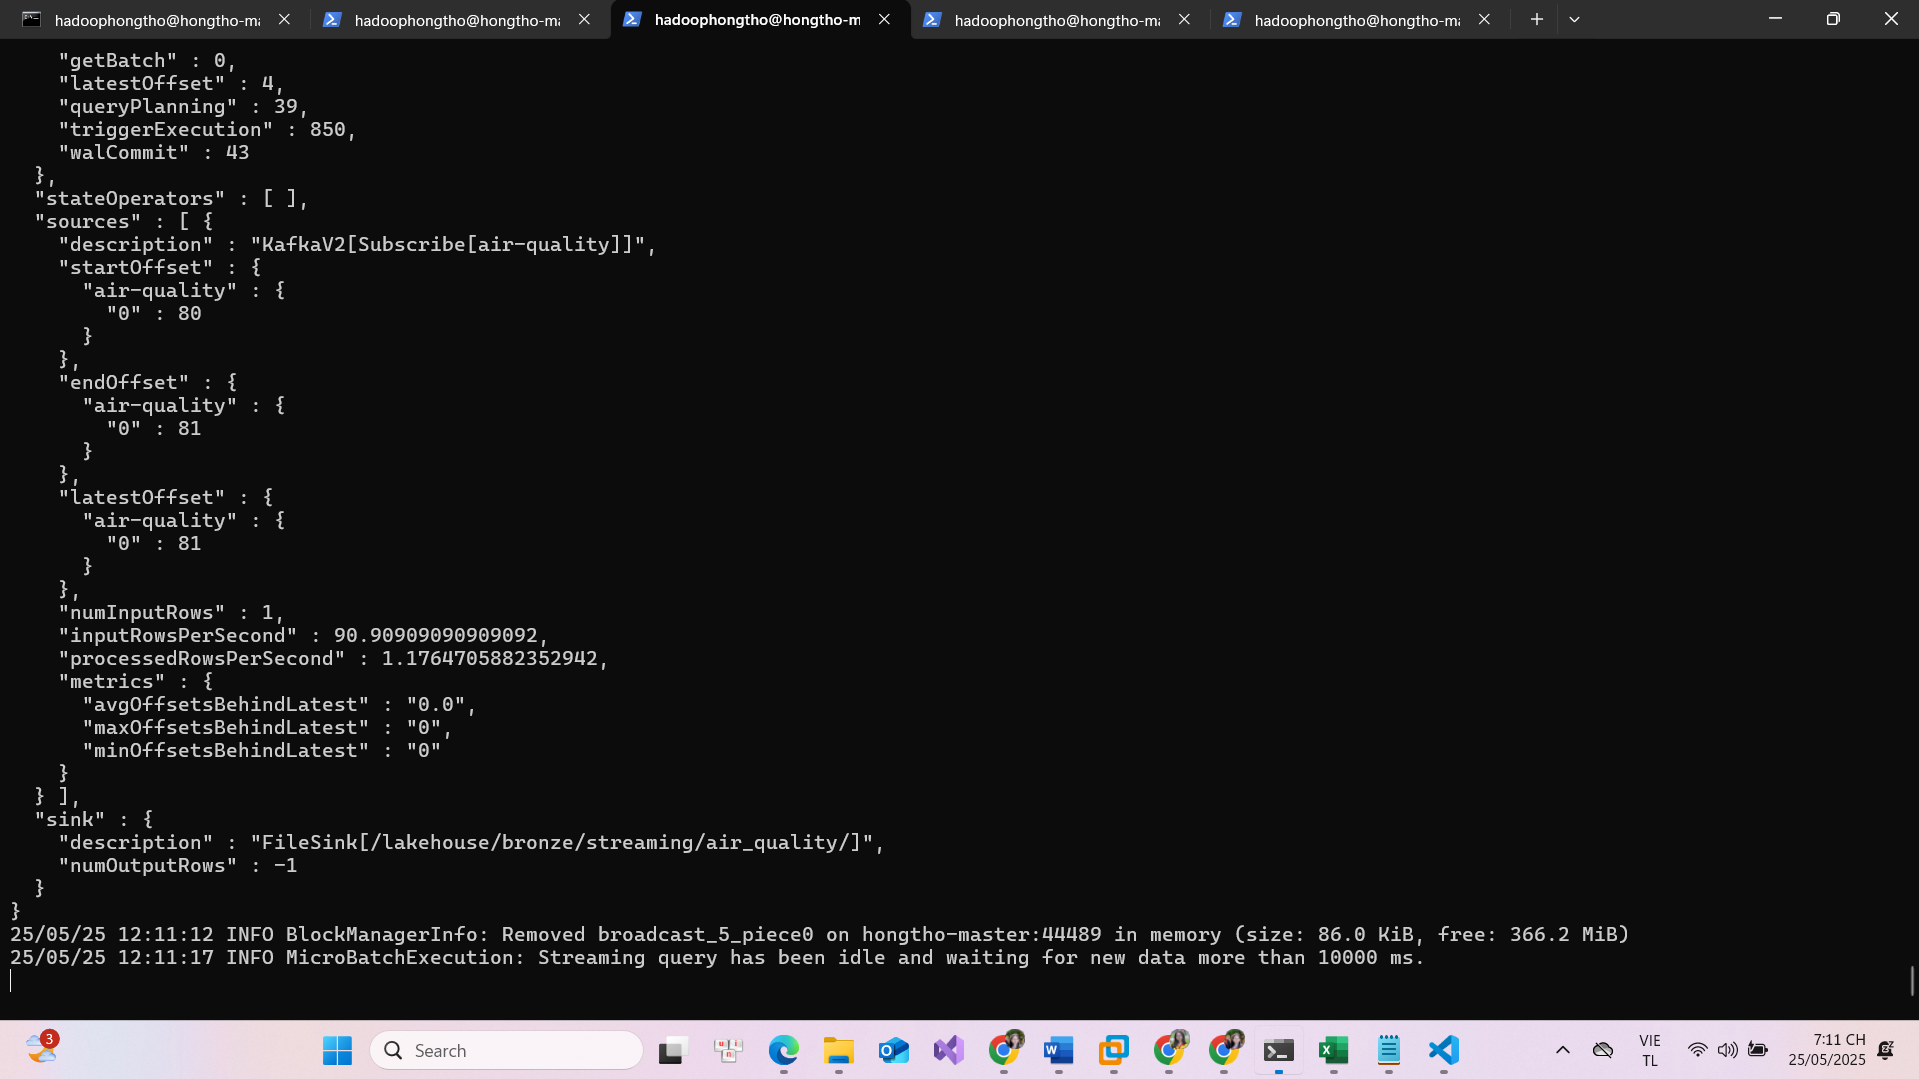 hadoophongtho@hongtho-ma
hadoophongtho@hongtho-ma
hadoophongtho@hongtho-m
hadoophongtho@hongtho-ma
hadoophongtho@hongtho-ma
    "getBatch" : 0,
    "latestOffset" : 4,
    "queryPlanning" : 39,
    "triggerExecution" : 850,
    "walCommit" : 43
  },
  "stateOperators" : [ ],
  "sources" : [ {
    "description" : "KafkaV2[Subscribe[air-quality]]",
    "startOffset" : {
      "air-quality" : {
        "0" : 80
      }
    },
    "endOffset" : {
      "air-quality" : {
        "0" : 81
      }
    },
    "latestOffset" : {
      "air-quality" : {
        "0" : 81
      }
    },
    "numInputRows" : 1,
    "inputRowsPerSecond" : 90.90909090909092,
    "processedRowsPerSecond" : 1.1764705882352942,
    "metrics" : {
      "avgOffsetsBehindLatest" : "0.0",
      "maxOffsetsBehindLatest" : "0",
      "minOffsetsBehindLatest" : "0"
    }
  } ],
  "sink" : {
    "description" : "FileSink[/lakehouse/bronze/streaming/air_quality/]",
    "numOutputRows" : -1
  }
}
25/05/25 12:11:12 INFO BlockManagerInfo: Removed broadcast_5_piece0 on hongtho-master:44489 in memory (size: 86.0 KiB, free: 366.2 MiB)
25/05/25 12:11:17 INFO MicroBatchExecution: Streaming query has been idle and waiting for new data more than 10000 ms.
3
Search
VIE
TL
7:11 CH
25/05/2025